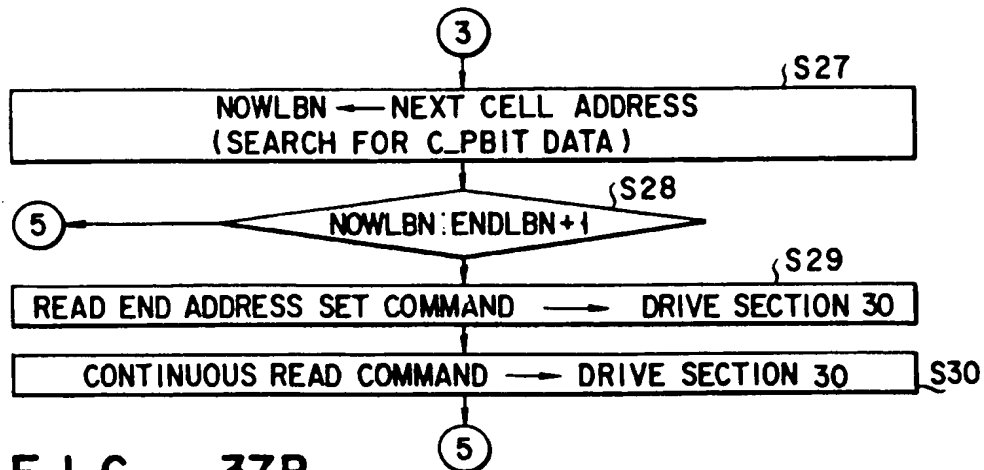 3
S27
NOWLBN ← NEXT CELL ADDRESS
(SEARCH FOR C_PBIT DATA)
S28
5
NOWLBN:ENDLBN+1
S29
READ END ADDRESS SET COMMAND → DRIVE SECTION 30
CONTINUOUS READ COMMAND → DRIVE SECTION 30
S30
5